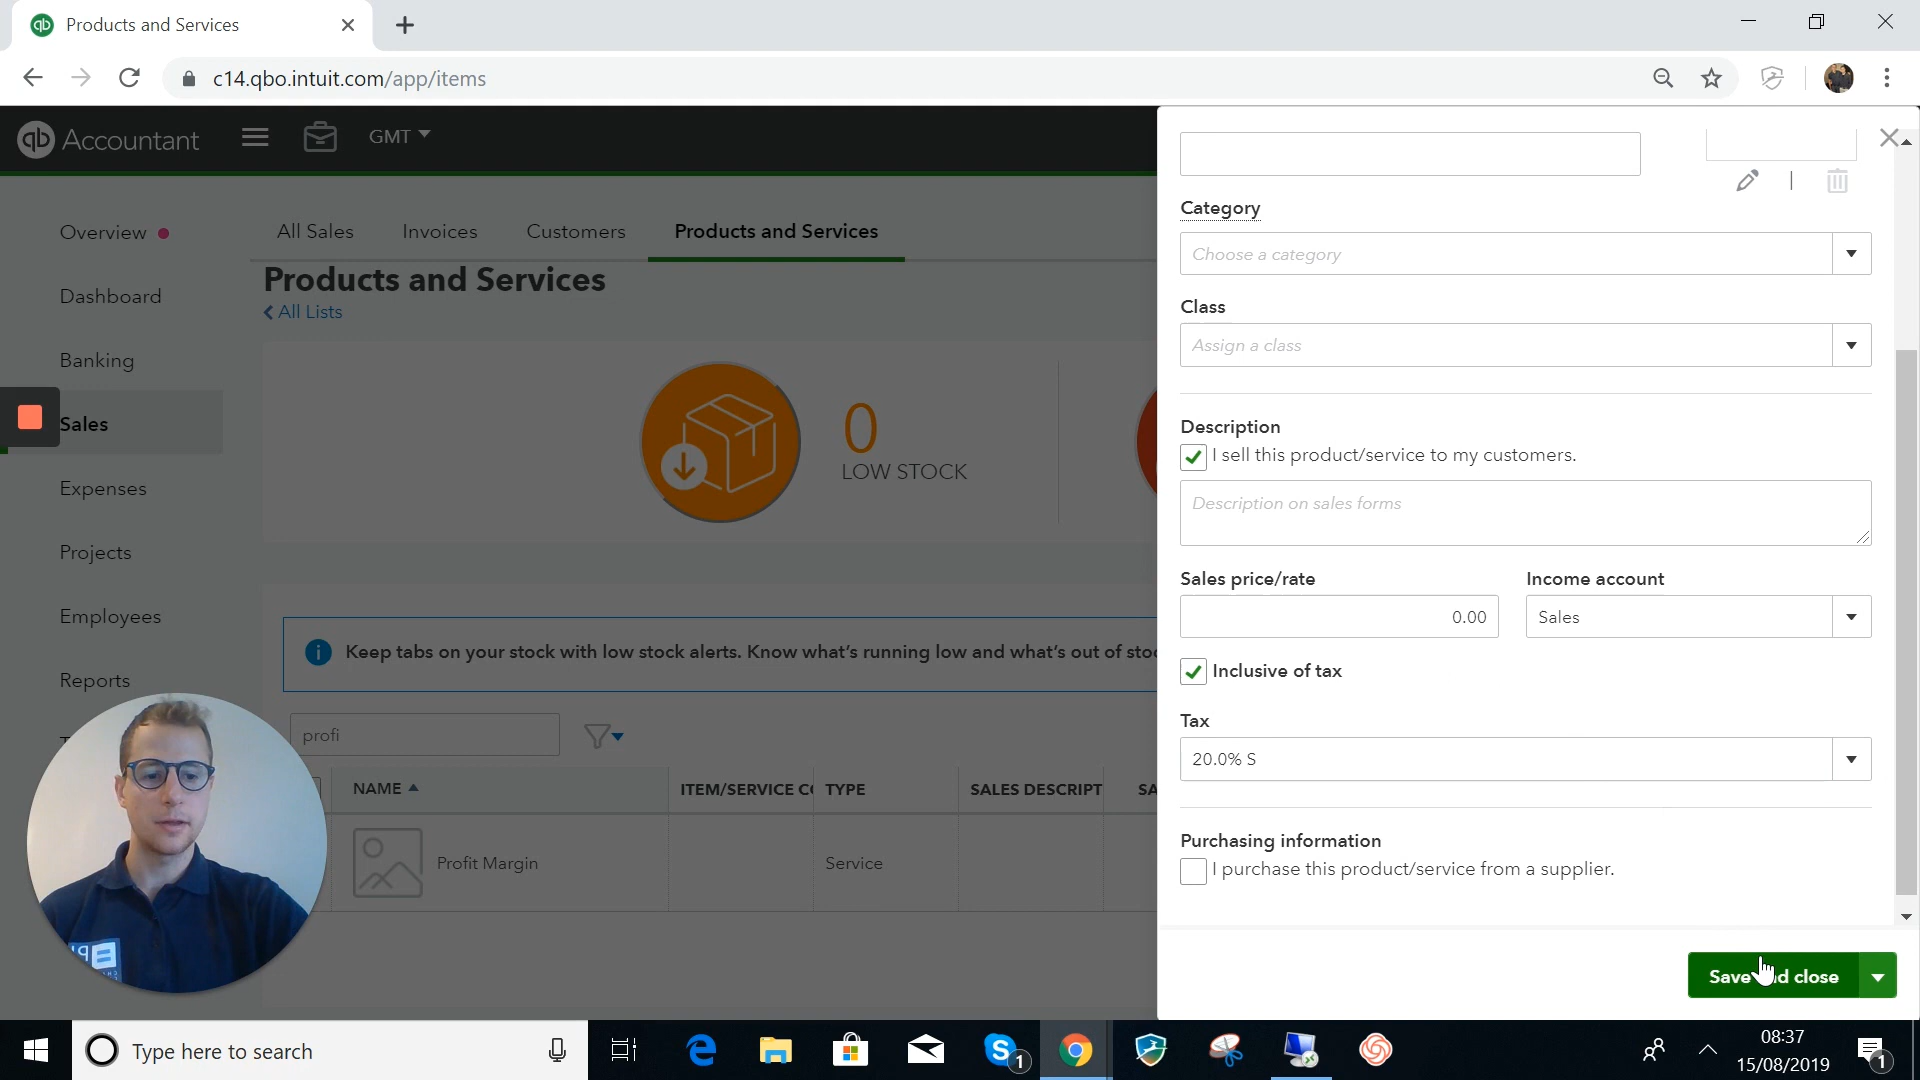 qb Products and Services
c14.qbo.intuit.com/app/items
qb Accountant
GMT
Overview
Dashboard
Banking
Sales
Expenses
Projects
Employees
Reports
All Sales
Invoices
Customers
Products and Services
Products and Services
All Lists
0
LOW STOCK
Keep tabs on your stock with low stock alerts. Know what's running low and what's out of
profi
NAME
ITEM/SERVICE
TYPE
SALES DESCRIPT
Profit Margin
Service
Category
Choose a category
Class
Assign a class
Description
I sell this product/service to my customers.
Description on sales forms
Sales price/rate
Income account
0.00
Sales
Inclusive of tax
Tax
20.0% S
Purchasing information
I purchase this product/service from a supplier.
Save and close
Type here to search
1
08:37
15/08/2019
1